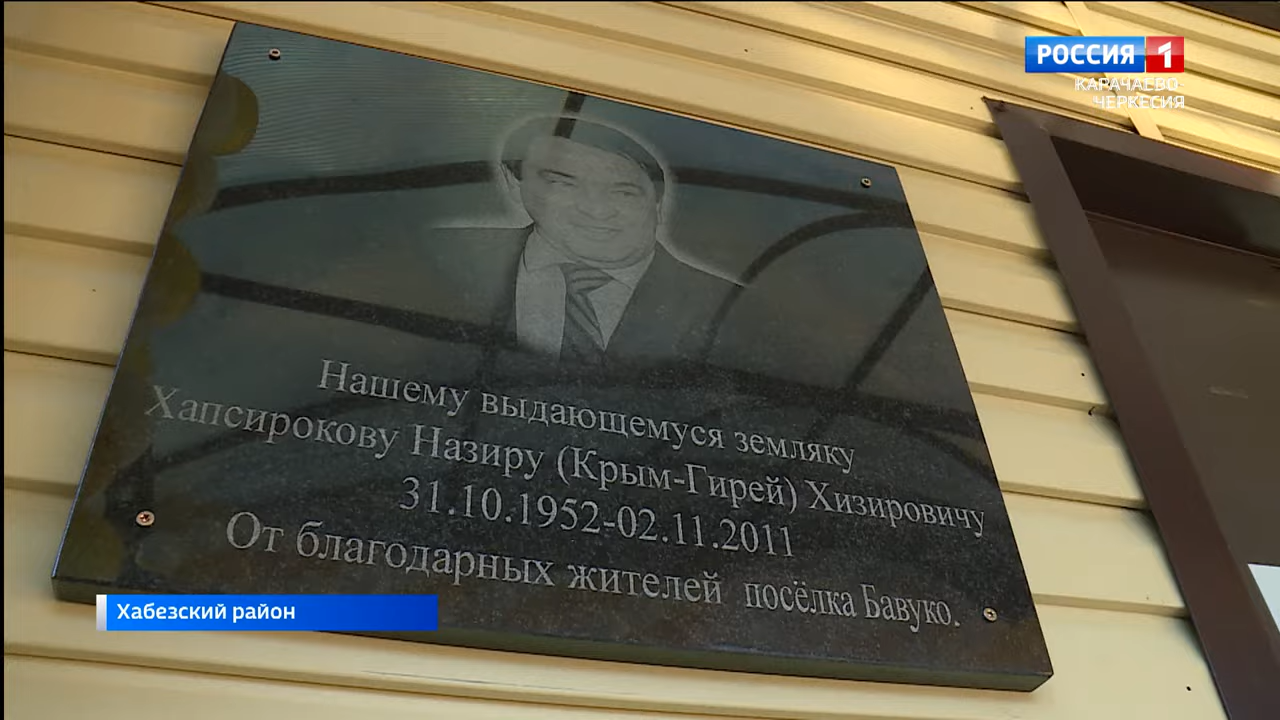 РОССИЯ 1
КАРАЧАЕВО
ЧЕРКЕСИЯ
Нашему выдающемуся земляку
Хапсирокову Назиру (Крым-Гирей) Хизировичу
31.10.1952-02.11.2011
От благодарных жителей посёлка Бавуко.
Хабезский район